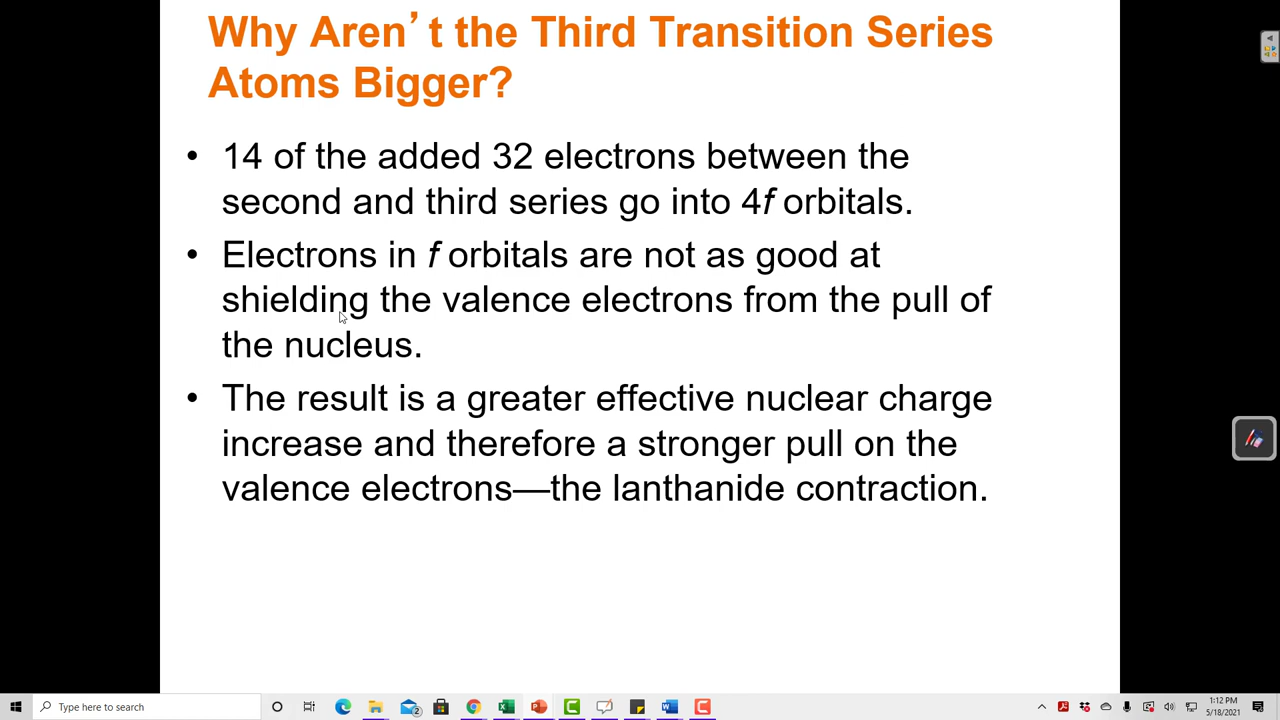 Why Aren’t the Third Transition Series
Atoms Bigger?
• 14 of the added 32 electrons between the
second and third series go into 4f orbitals.
• Electrons in f orbitals are not as good at
shielding the valence electrons from the pull of
the nucleus.
• The result is a greater effective nuclear charge
increase and therefore a stronger pull on the
valence electrons—the lanthanide contraction.
Type here to search
2
1:12 PM
5/18/2021